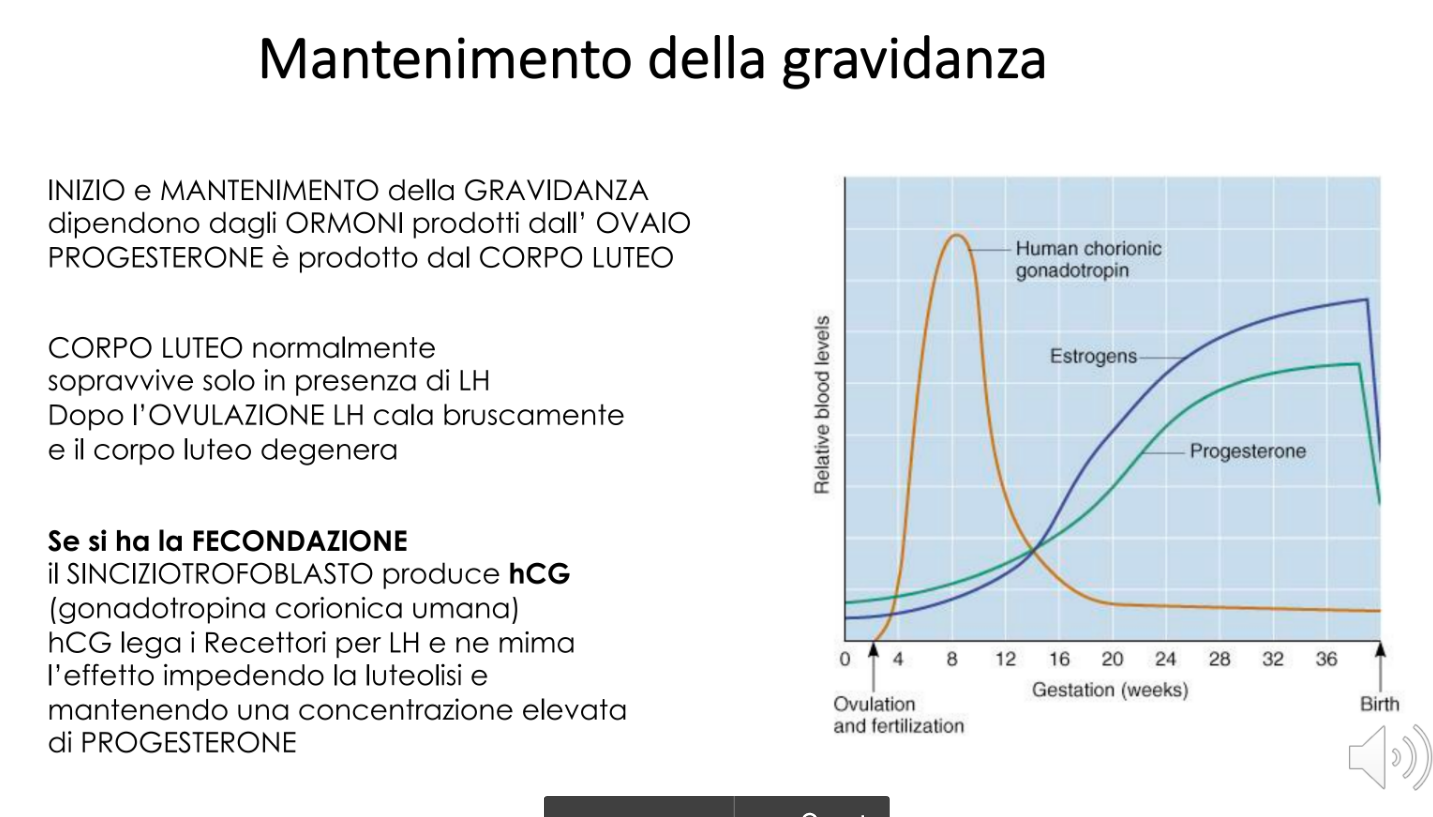 Mantenimento della gravidanza
INIZIO e MANTENIMENTO della GRAVIDANZA
dipendono dagli ORMONI prodotti dall’ OVAIO
PROGESTERONE è prodotto dal CORPO LUTEO
CORPO LUTEO normalmente
sopravvive solo in presenza di LH
Dopo l’OVULAZIONE LH cala bruscamente
e il corpo luteo degenera
Se si ha la FECONDAZIONE
il SINCIZIOTROFOBLASTO produce hCG
(gonadotropina corionica umana)
hCG lega i Recettori per LH e ne mima
l’effetto impedendo la luteolisi e
mantenendo una concentrazione elevata
di PROGESTERONE
Relative blood levels
Human chorionic
gonadotropin
Estrogens
Progesterone
0 4 8 12 16 20 24 28 32 36
Gestation (weeks)
Ovulation
and fertilization
Birth